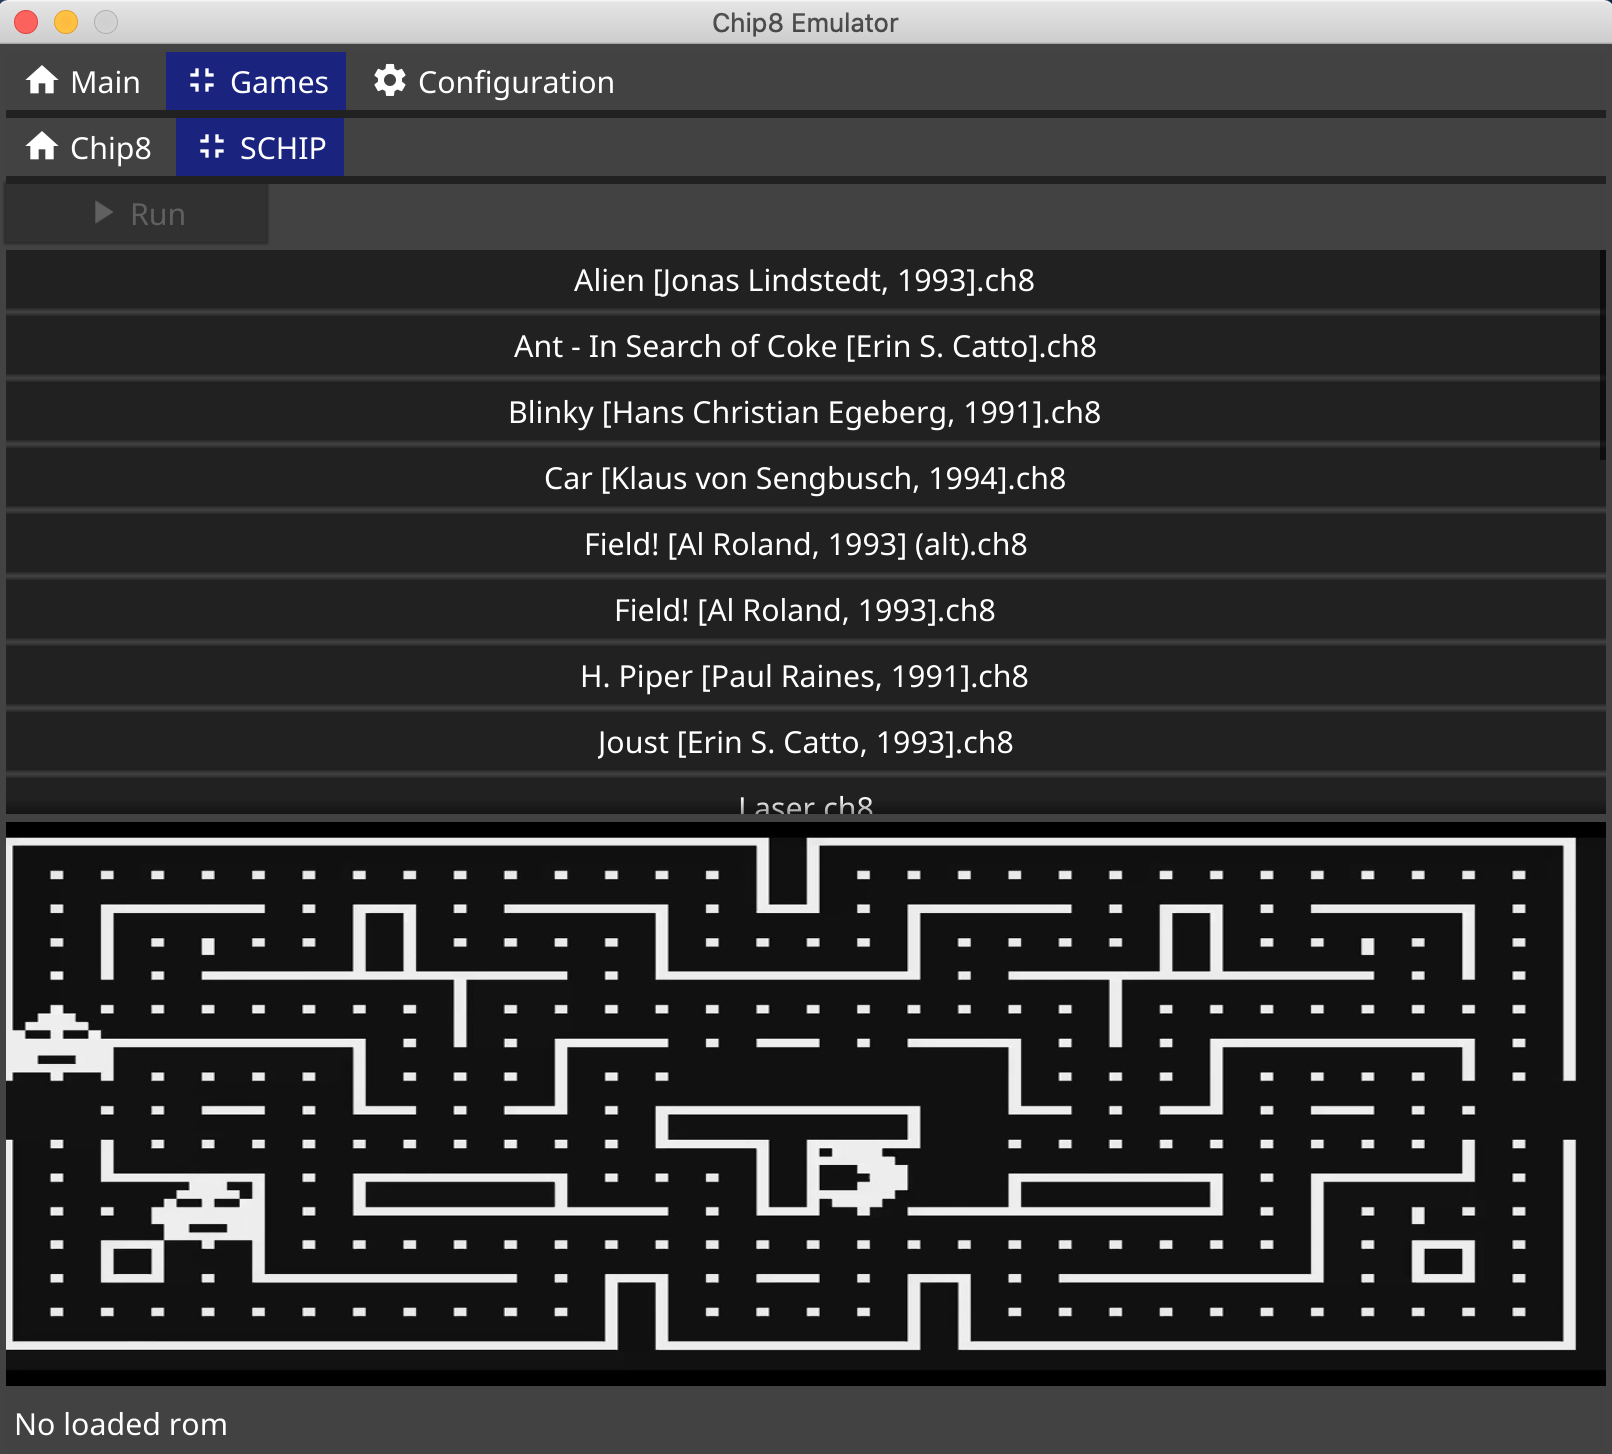 Chip8 Emulator
Main Games Configuration
Chip8 SCHIP
Run
Alien [Jonas Lindstedt, 1993].ch8
Ant - In Search of Coke [Erin S. Catto].ch8
Blinky [Hans Christian Egeberg, 1991].ch8
Car [Klaus von Sengbusch, 1994].ch8
Field! [Al Roland, 1993] (alt).ch8
Field! [Al Roland, 1993].ch8
H. Piper [Paul Raines, 1991].ch8
Joust [Erin S. Catto, 1993].ch8
Laser.ch8
No loaded rom